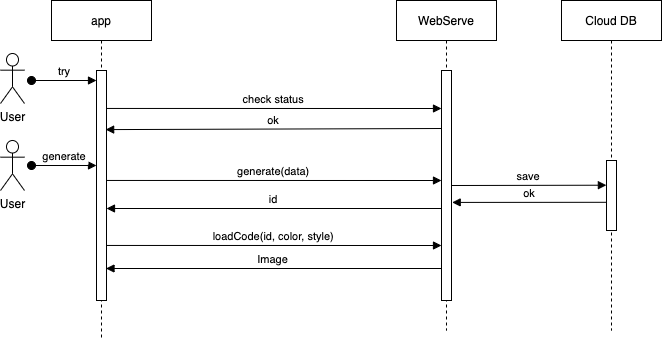 app
WebServe
Cloud DB
try
User
check status
ok
generate
User
generate(data)
save
ok
id
loadCode(id, color, style)
Image